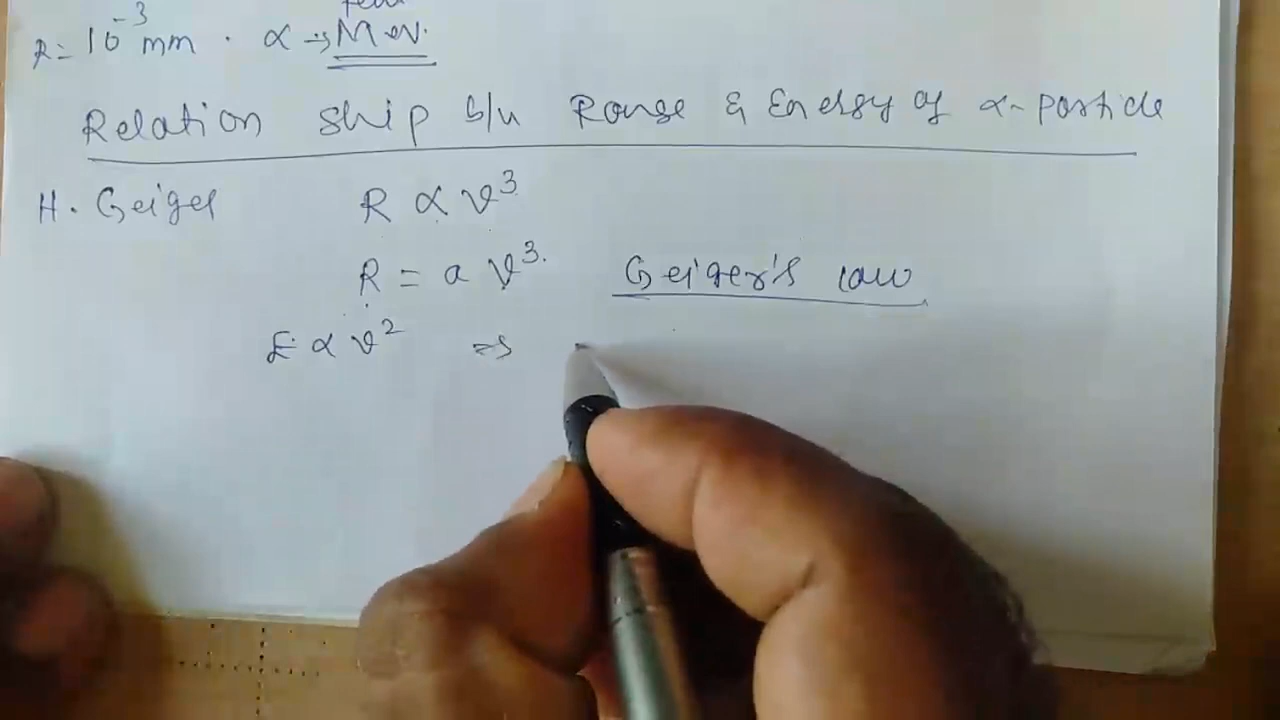 R = 10⁻³ mm . α → Mev.
Relation ship b/w Range & Energy of α-particle
H. Geiger R ∝ v³
R = a v³. Geiger's law
E ∝ v² ⇒